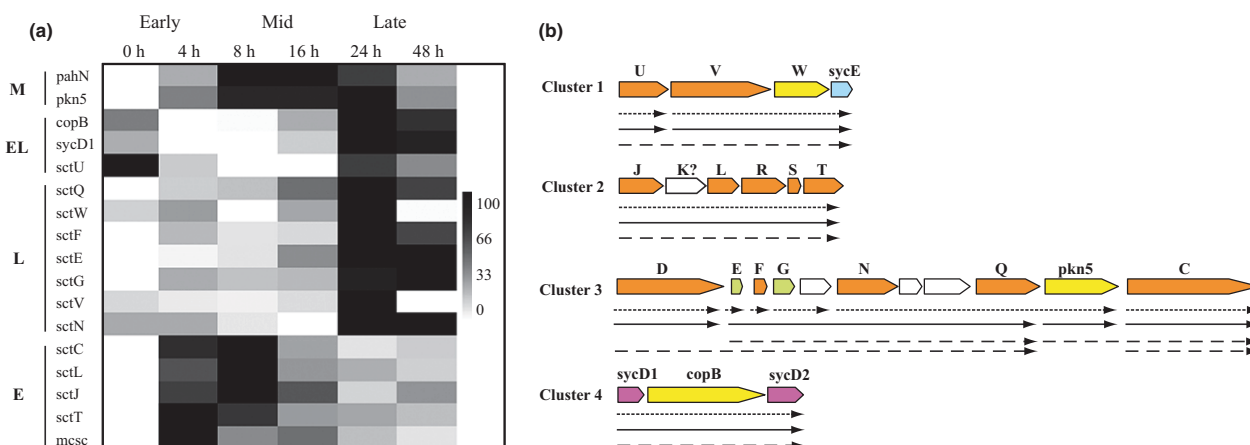 (a)
Early Mid Late
0 h 4 h 8 h 16 h 24 h 48 h
M
pahN
pkn5
EL
copB
sycD1
sctU
L
sctQ
sctW
sctF
sctE
sctG
sctV
sctN
E
sctC
sctL
sctJ
sctT
mcsc
100
66
33
0
(b)
Cluster 1
U V W sycE
Cluster 2
J K? L R S T
Cluster 3
D E F G N Q pkn5 C
Cluster 4
sycD1 copB sycD2